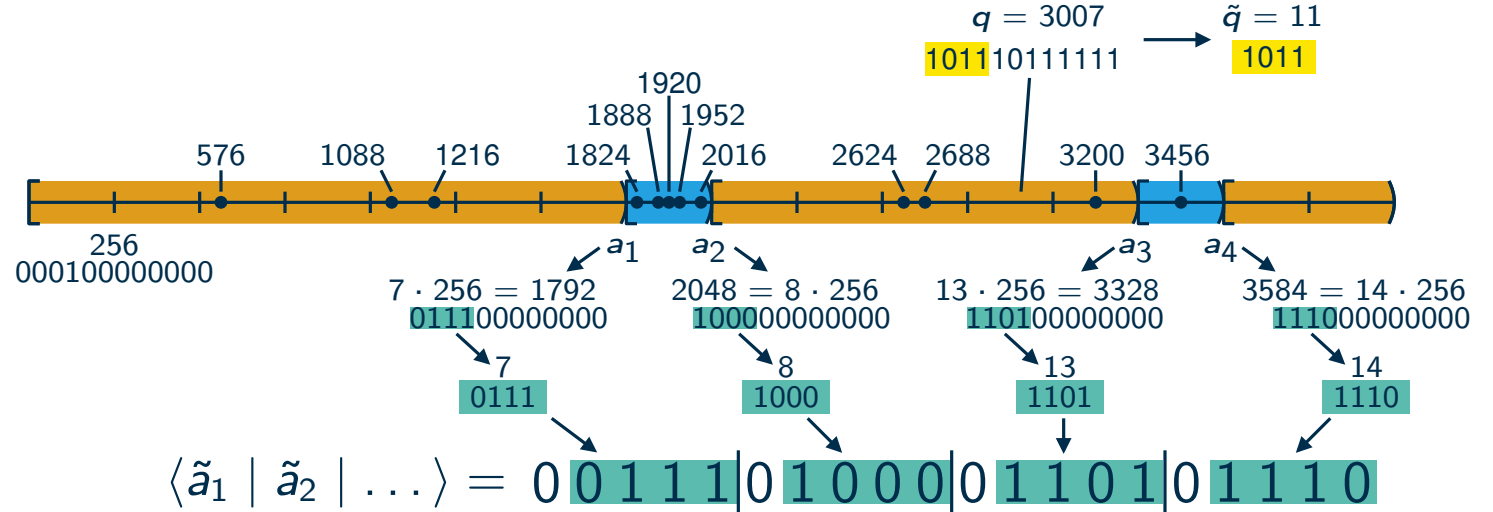 q = 3007 q̃ = 11
101110111111 1011
1920
1888 1952
576 1088 1216 1824 2016 2624 2688 3200 3456
256 a1 a2 a3 a4
000100000000
7 · 256 = 1792 2048 = 8 · 256 13 · 256 = 3328 3584 = 14 · 256
011100000000 100000000000 110100000000 111000000000
7 8 13 14
0111 1000 1101 1110
⟨ã1 | ã2 | ...⟩ = 0 0 1 1 1 | 0 1 0 0 0 | 0 1 1 0 1 | 0 1 1 1 0